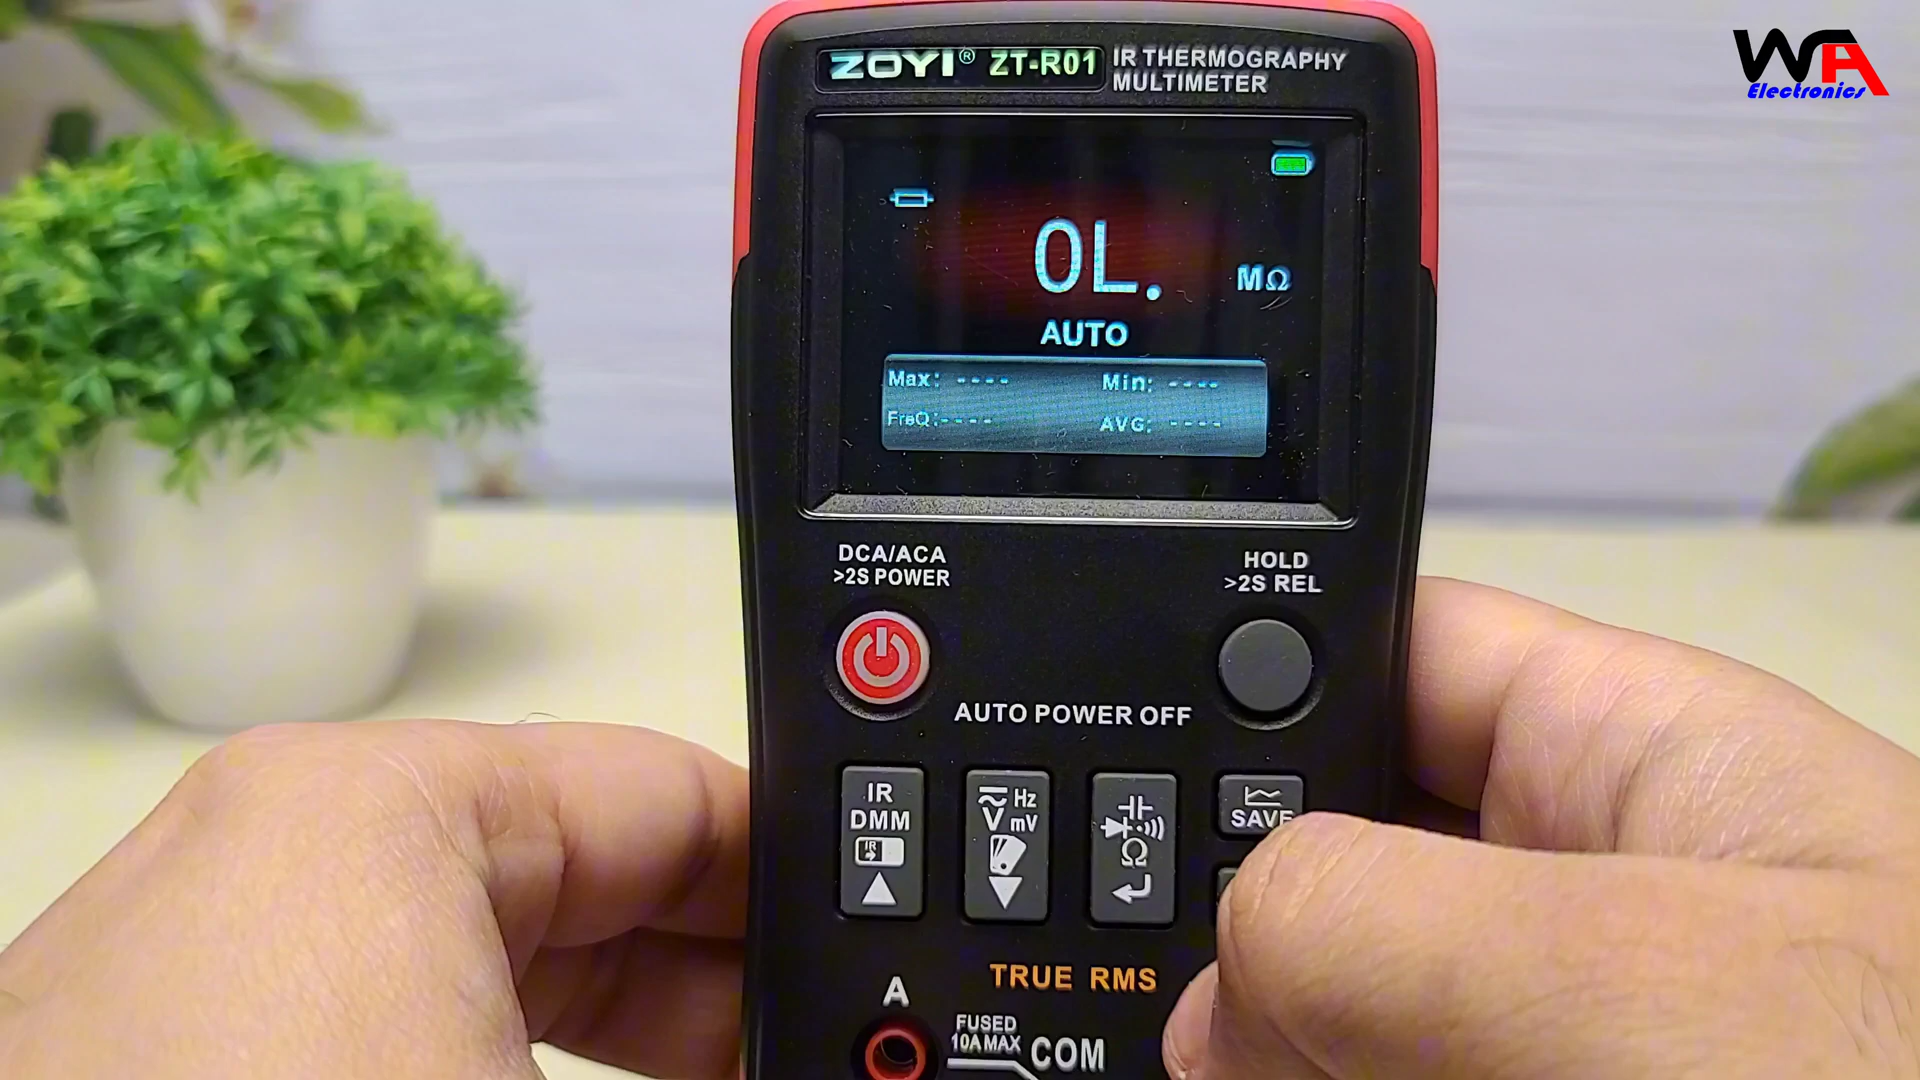 WA
Electronics
ZOYI® ZT-R01
IR THERMOGRAPHY
MULTIMETER
0L.
MΩ
AUTO
Max: ---- Min: ----
FreQ:---- AVG: ----
DCA/ACA
>2S POWER
HOLD
>2S REL
AUTO POWER OFF
IR
DMM
IR
Hz
V mV
Ω
SAVE
TRUE RMS
A
FUSED
10A MAX
COM